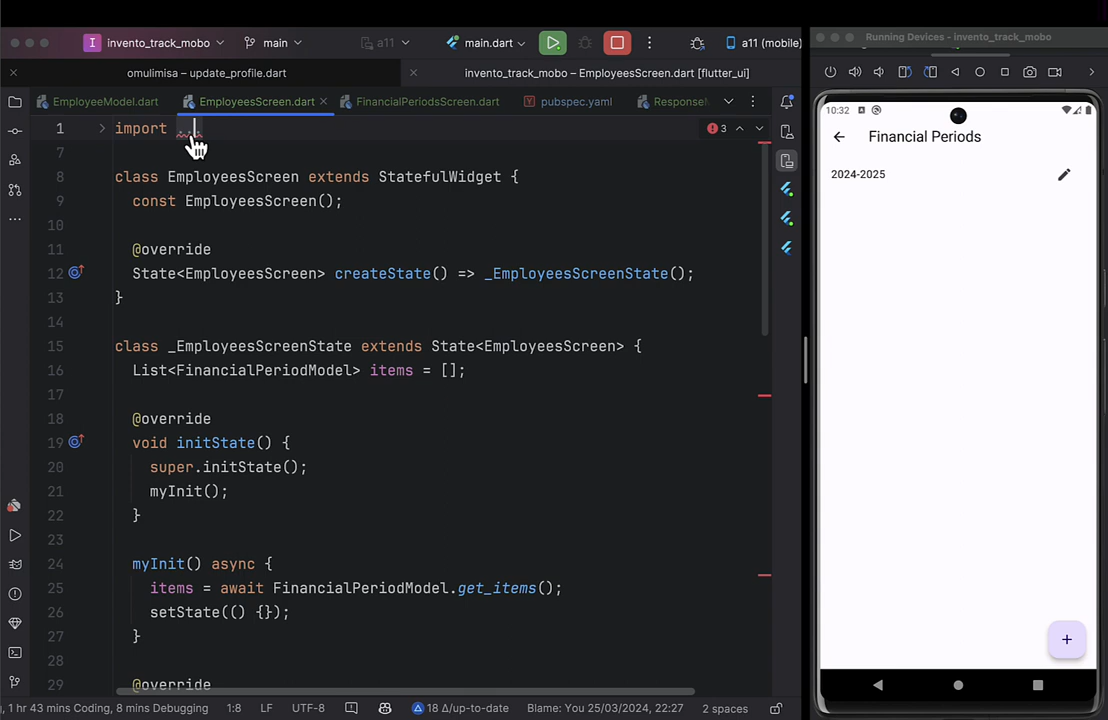 invento_track_mobo
main
a11
main.dart
a11 (mobile)
Running Devices - invento_track_mobo
omulimisa – update_profile.dart
invento_track_mobo – EmployeesScreen.dart [flutter_ui]
EmployeeModel.dart
EmployeesScreen.dart
FinancialPeriodsScreen.dart
pubspec.yaml
ResponseM
1 import ...
3
7
8 class EmployeesScreen extends StatefulWidget {
9 const EmployeesScreen();
10
11 @override
12 State<EmployeesScreen> createState() => _EmployeesScreenState();
13 }
14
15 class _EmployeesScreenState extends State<EmployeesScreen> {
16 List<FinancialPeriodModel> items = [];
17
18 @override
19 void initState() {
20 super.initState();
21 myInit();
22 }
23
24 myInit() async {
25 items = await FinancialPeriodModel.get_items();
26 setState(() {});
27 }
28
29 @override
, 1 hr 43 mins Coding, 8 mins Debugging
1:8
LF
UTF-8
18 Δ/up-to-date
Blame: You 25/03/2024, 22:27
2 spaces
10:32
Financial Periods
2024-2025
+